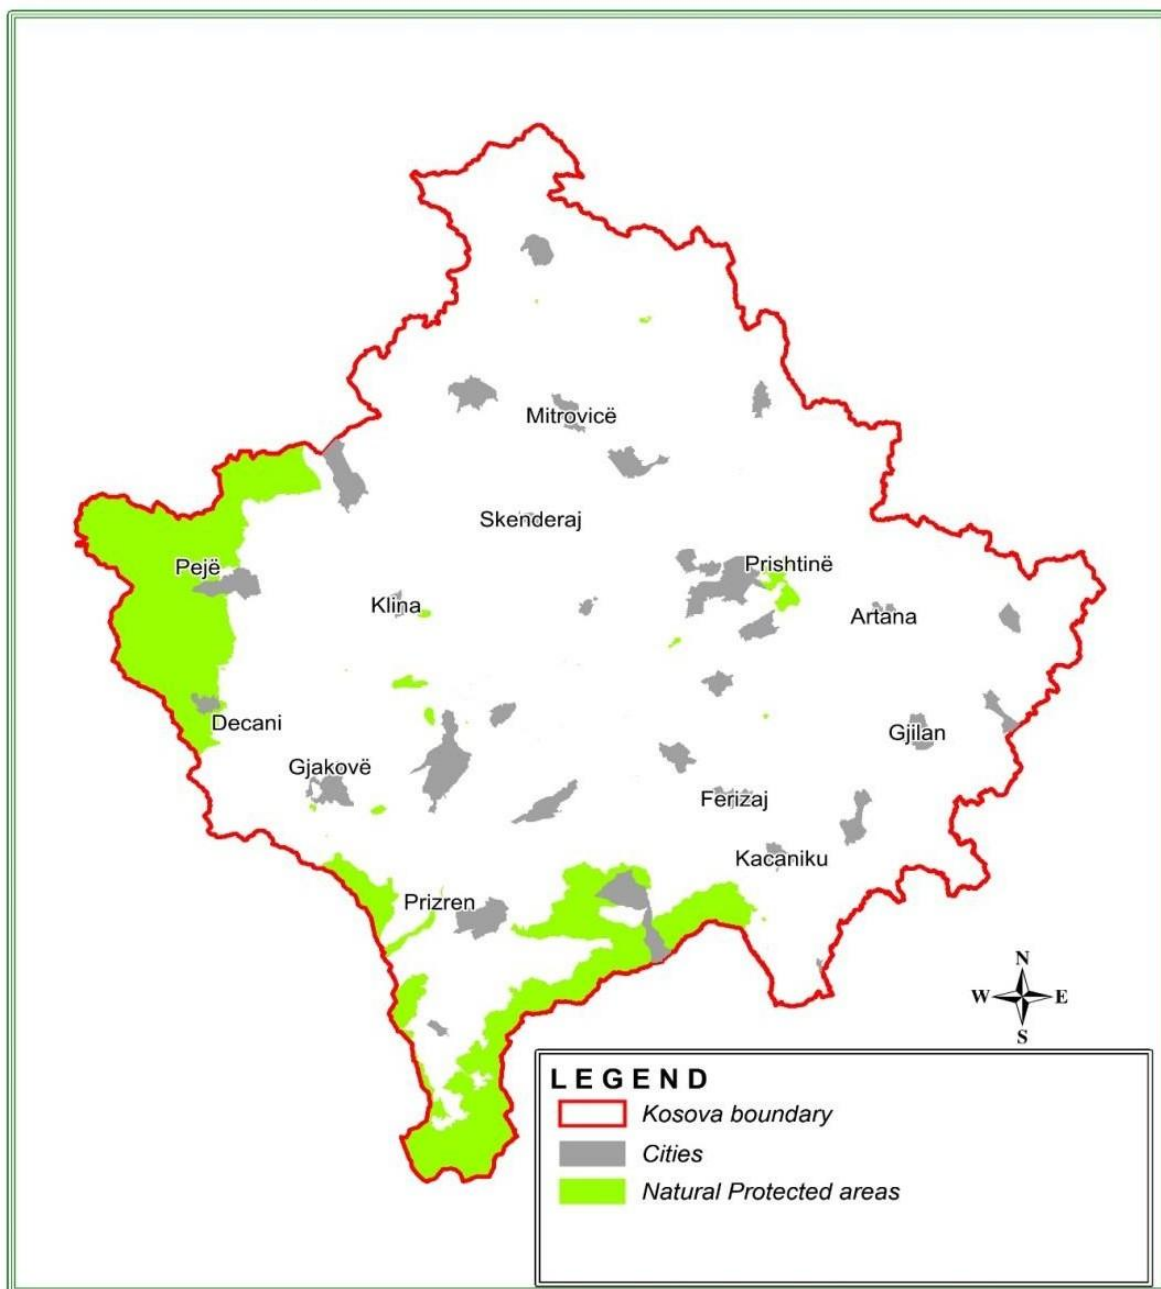 Mitrovicë
Skenderaj
Prishtinë
Pejë
Klina
Artana
Decani
Gjilan
Gjakovë
Ferizaj
Kacaniku
Prizren
N
W E
S
LEGEND
Kosova boundary
Cities
Natural Protected areas